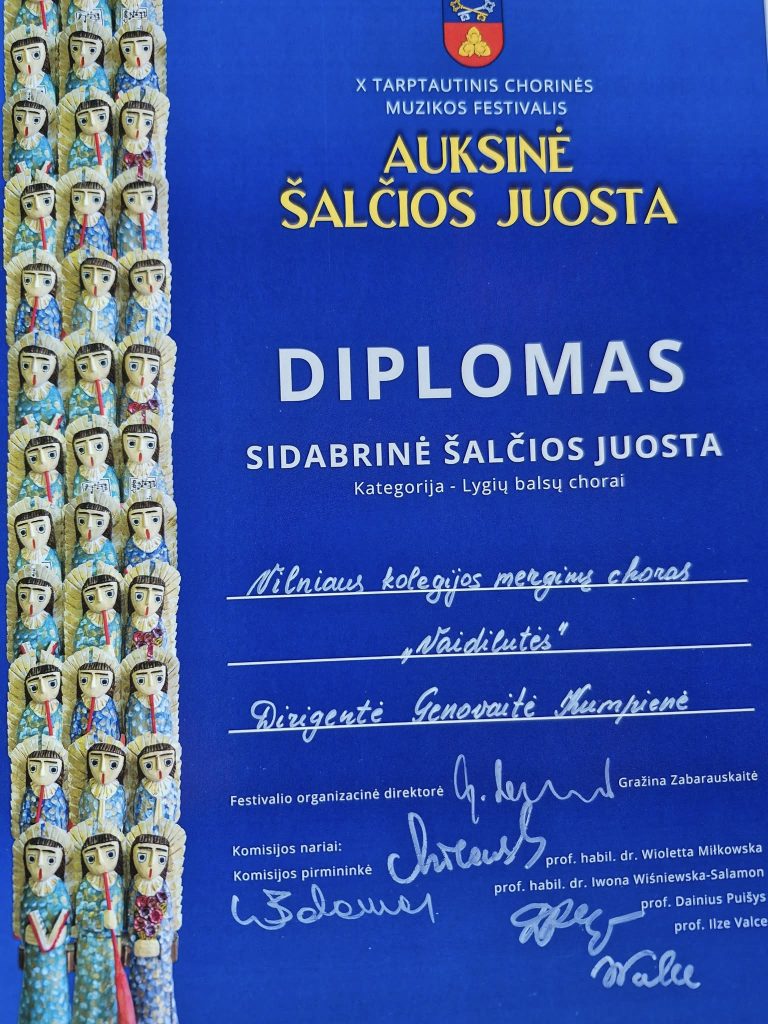 X TARPTAUTINIS CHORINĖS
MUZIKOS FESTIVALIS
AUKSINĖ
ŠALČIOS JUOSTA
DIPLOMAS
SIDABRINĖ ŠALČIOS JUOSTA
Kategorija - Lygių balsų chorai
Vilniaus kolegijos merginų choras
„Vaidilutės"
Dirigentė Genovaitė Kumpienė
Festivalio organizacinė direktorė Gražina Zabarauskaitė
Komisijos nariai:
Komisijos pirmininkė prof. habil. dr. Wioletta Miłkowska
prof. habil. dr. Iwona Wiśniewska-Salamon
prof. Dainius Puišys
prof. Ilze Valce